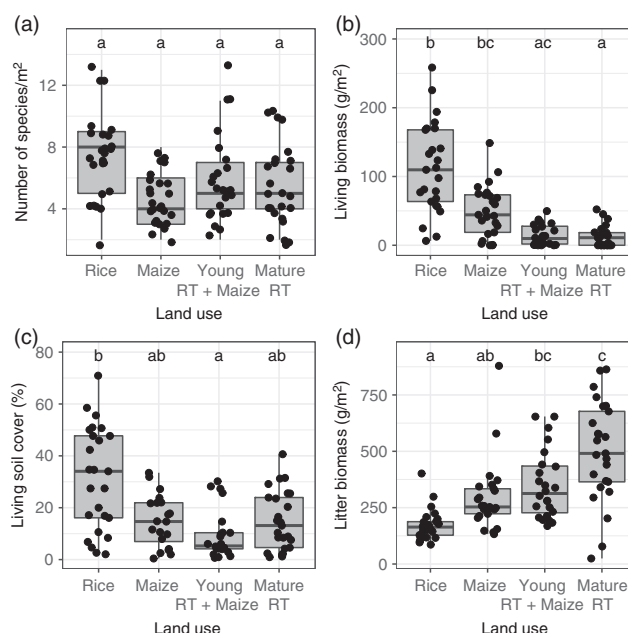 (a)
a a a a
Number of species/m²
12
8
4
Rice Maize Young Mature
RT + Maize RT
Land use
(b)
b bc ac a
Living biomass (g/m²)
300
200
100
0
Rice Maize Young Mature
RT + Maize RT
Land use
(c)
b ab a ab
Living soil cover (%)
80
60
40
20
0
Rice Maize Young Mature
RT + Maize RT
Land use
(d)
a ab bc c
Litter biomass (g/m²)
750
500
250
0
Rice Maize Young Mature
RT + Maize RT
Land use